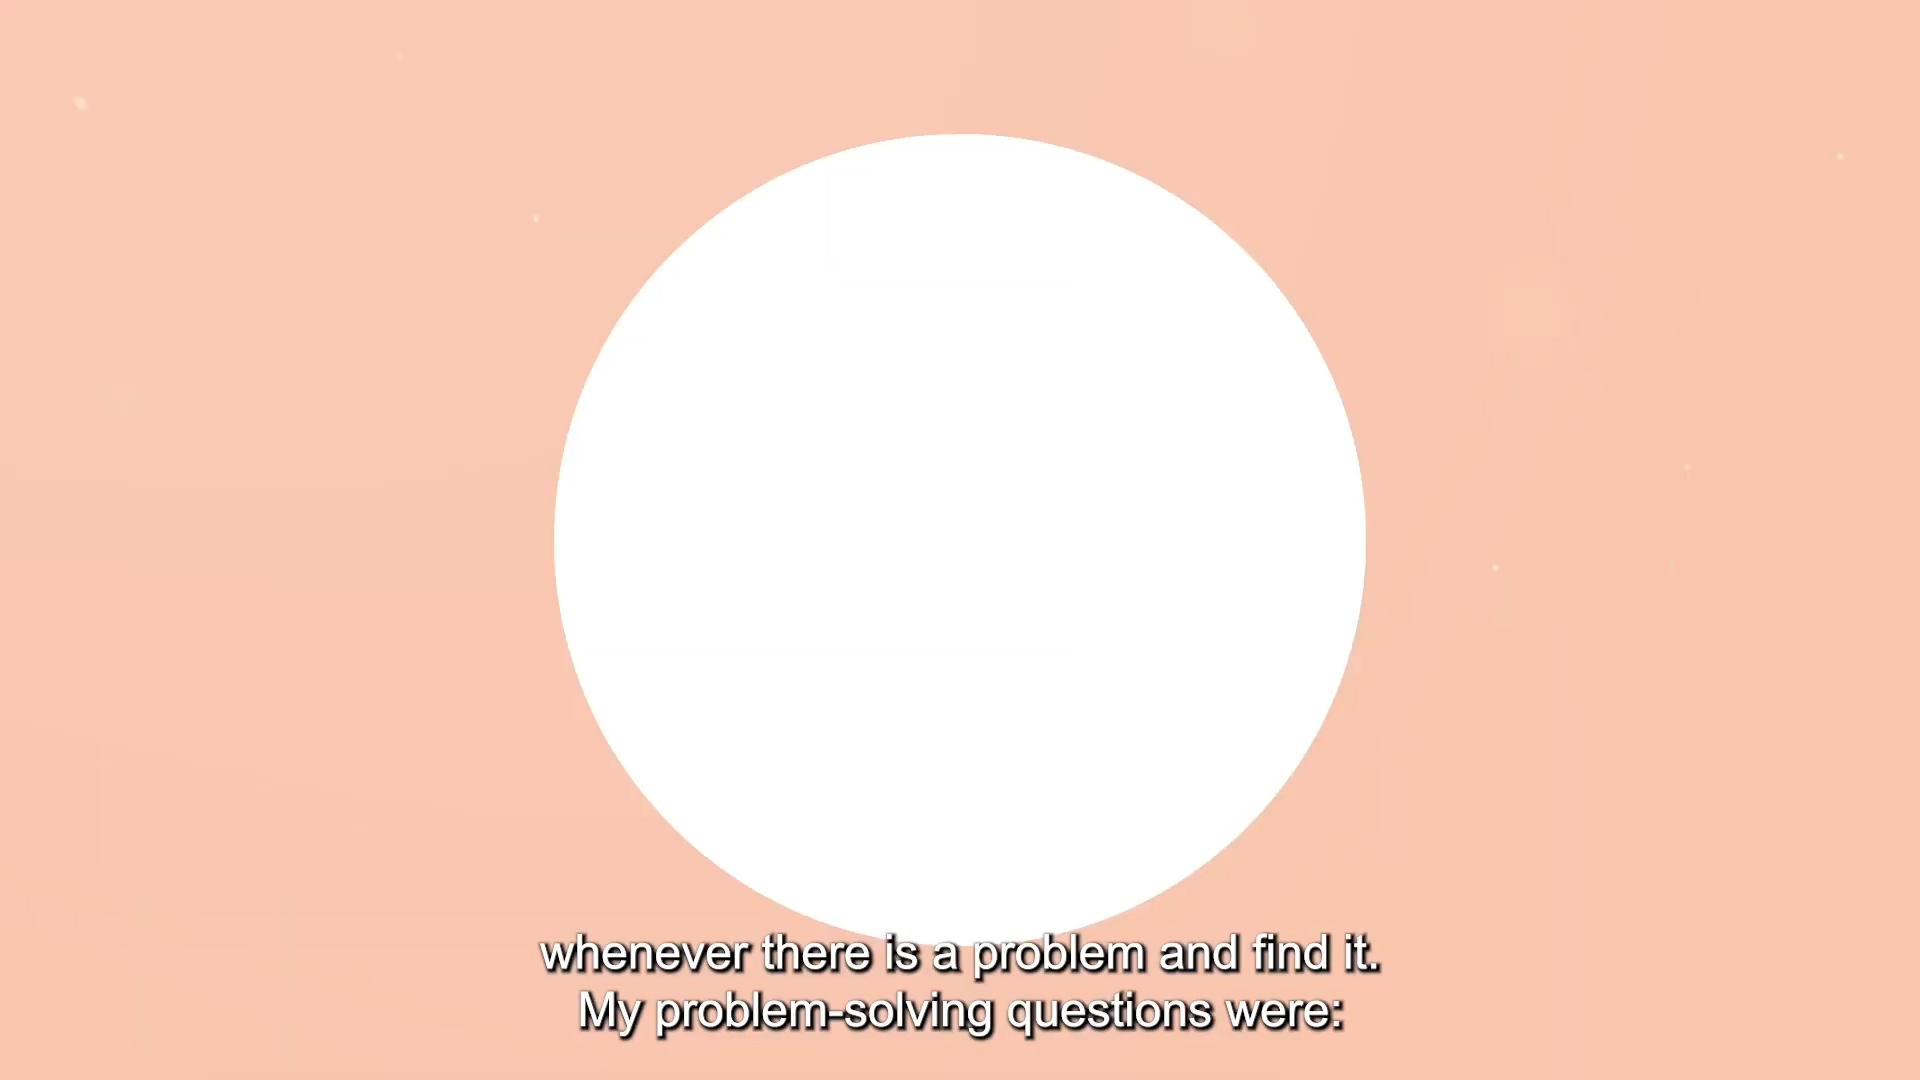 whenever there is a problem and find it.
My problem-solving questions were: